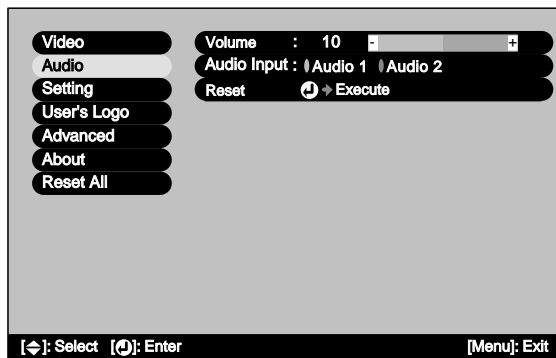 Video
Audio
Setting
User's Logo
Advanced
About
Reset All
Volume : 10 - +
Audio Input : Audio 1 Audio 2
Reset Execute
[]: Select []: Enter [Menu]: Exit